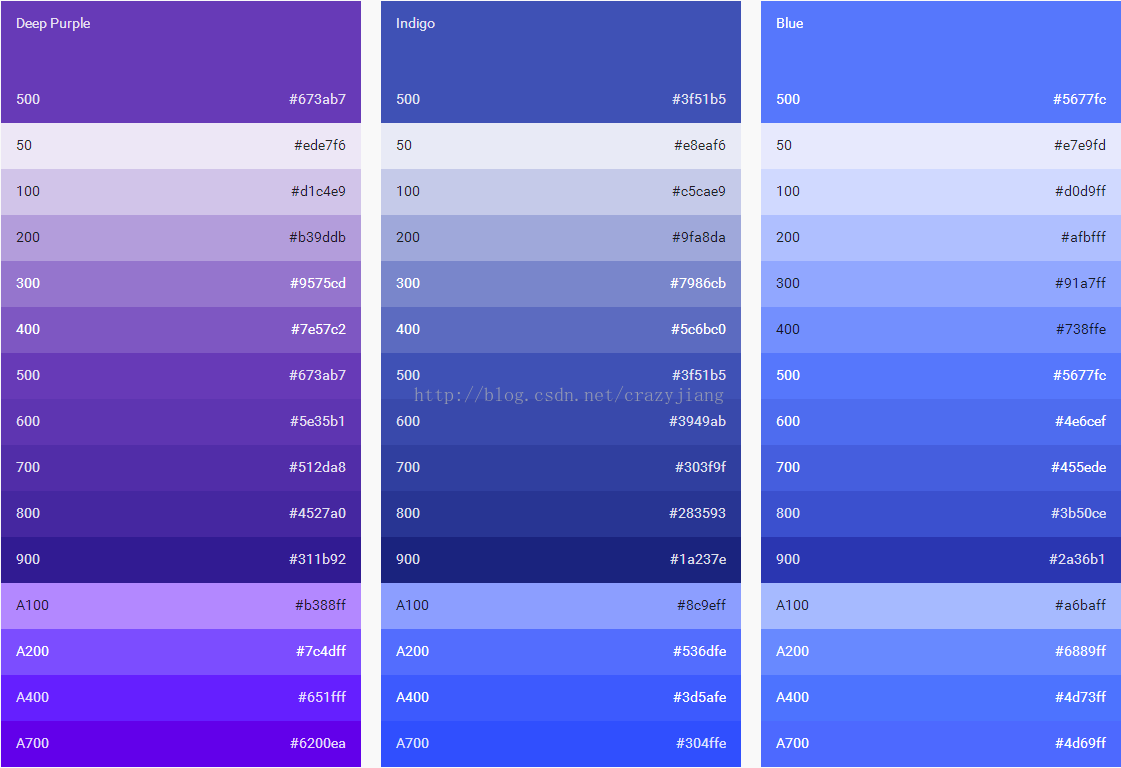 Deep Purple
500 #673ab7
50 #ede7f6
100 #d1c4e9
200 #b39ddb
300 #9575cd
400 #7e57c2
500 #673ab7
600 #5e35b1
700 #512da8
800 #4527a0
900 #311b92
A100 #b388ff
A200 #7c4dff
A400 #651fff
A700 #6200ea
Indigo
500 #3f51b5
50 #e8eaf6
100 #c5cae9
200 #9fa8da
300 #7986cb
400 #5c6bc0
500 #3f51b5
http://blog.csdn.net/crazyjiang
600 #3949ab
700 #303f9f
800 #283593
900 #1a237e
A100 #8c9eff
A200 #536dfe
A400 #3d5afe
A700 #304ffe
Blue
500 #5677fc
50 #e7e9fd
100 #d0d9ff
200 #afbfff
300 #91a7ff
400 #738ffe
500 #5677fc
600 #4e6cef
700 #455ede
800 #3b50ce
900 #2a36b1
A100 #a6baff
A200 #6889ff
A400 #4d73ff
A700 #4d69ff